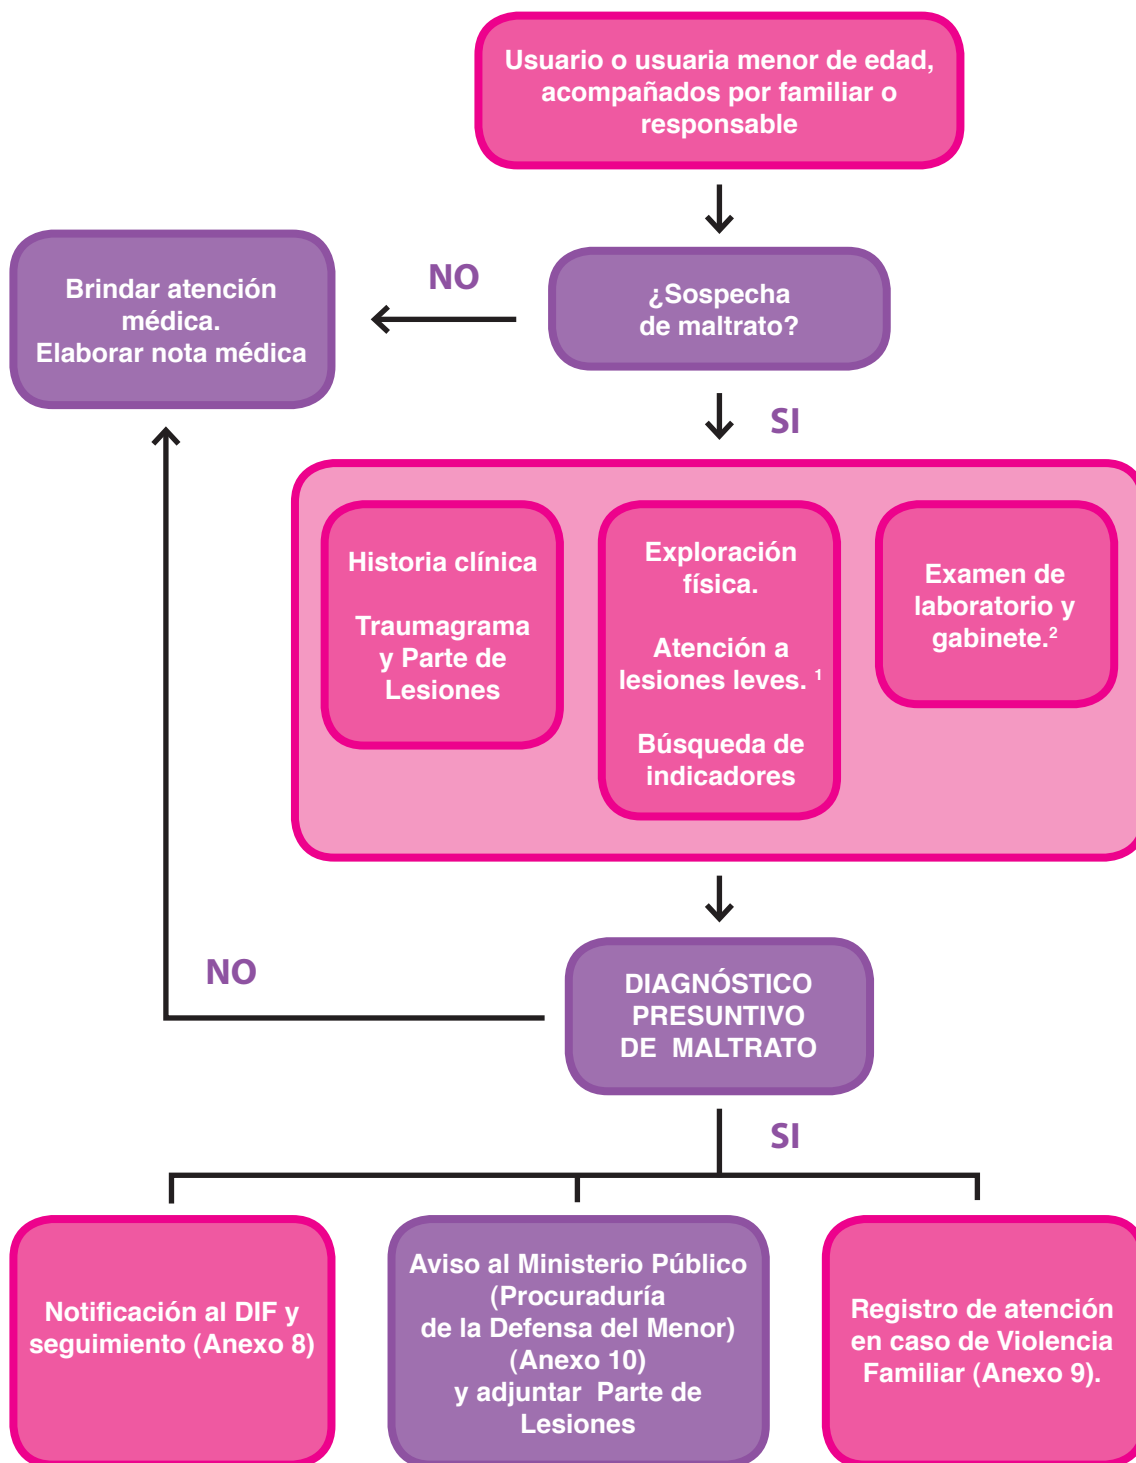 Usuario o usuaria menor de edad,
acompañados por familiar o
responsable
¿Sospecha
de maltrato?
NO
Brindar atención
médica.
Elaborar nota médica
SI
Historia clínica
Traumagrama
y Parte de
Lesiones
Exploración
física.
Atención a
lesiones leves. 1
Búsqueda de
indicadores
Examen de
laboratorio y
gabinete.2
DIAGNÓSTICO
PRESUNTIVO
DE MALTRATO
NO
SI
Notificación al DIF y
seguimiento (Anexo 8)
Aviso al Ministerio Público
(Procuraduría
de la Defensa del Menor)
(Anexo 10)
y adjuntar Parte de
Lesiones
Registro de atención
en caso de Violencia
Familiar (Anexo 9).